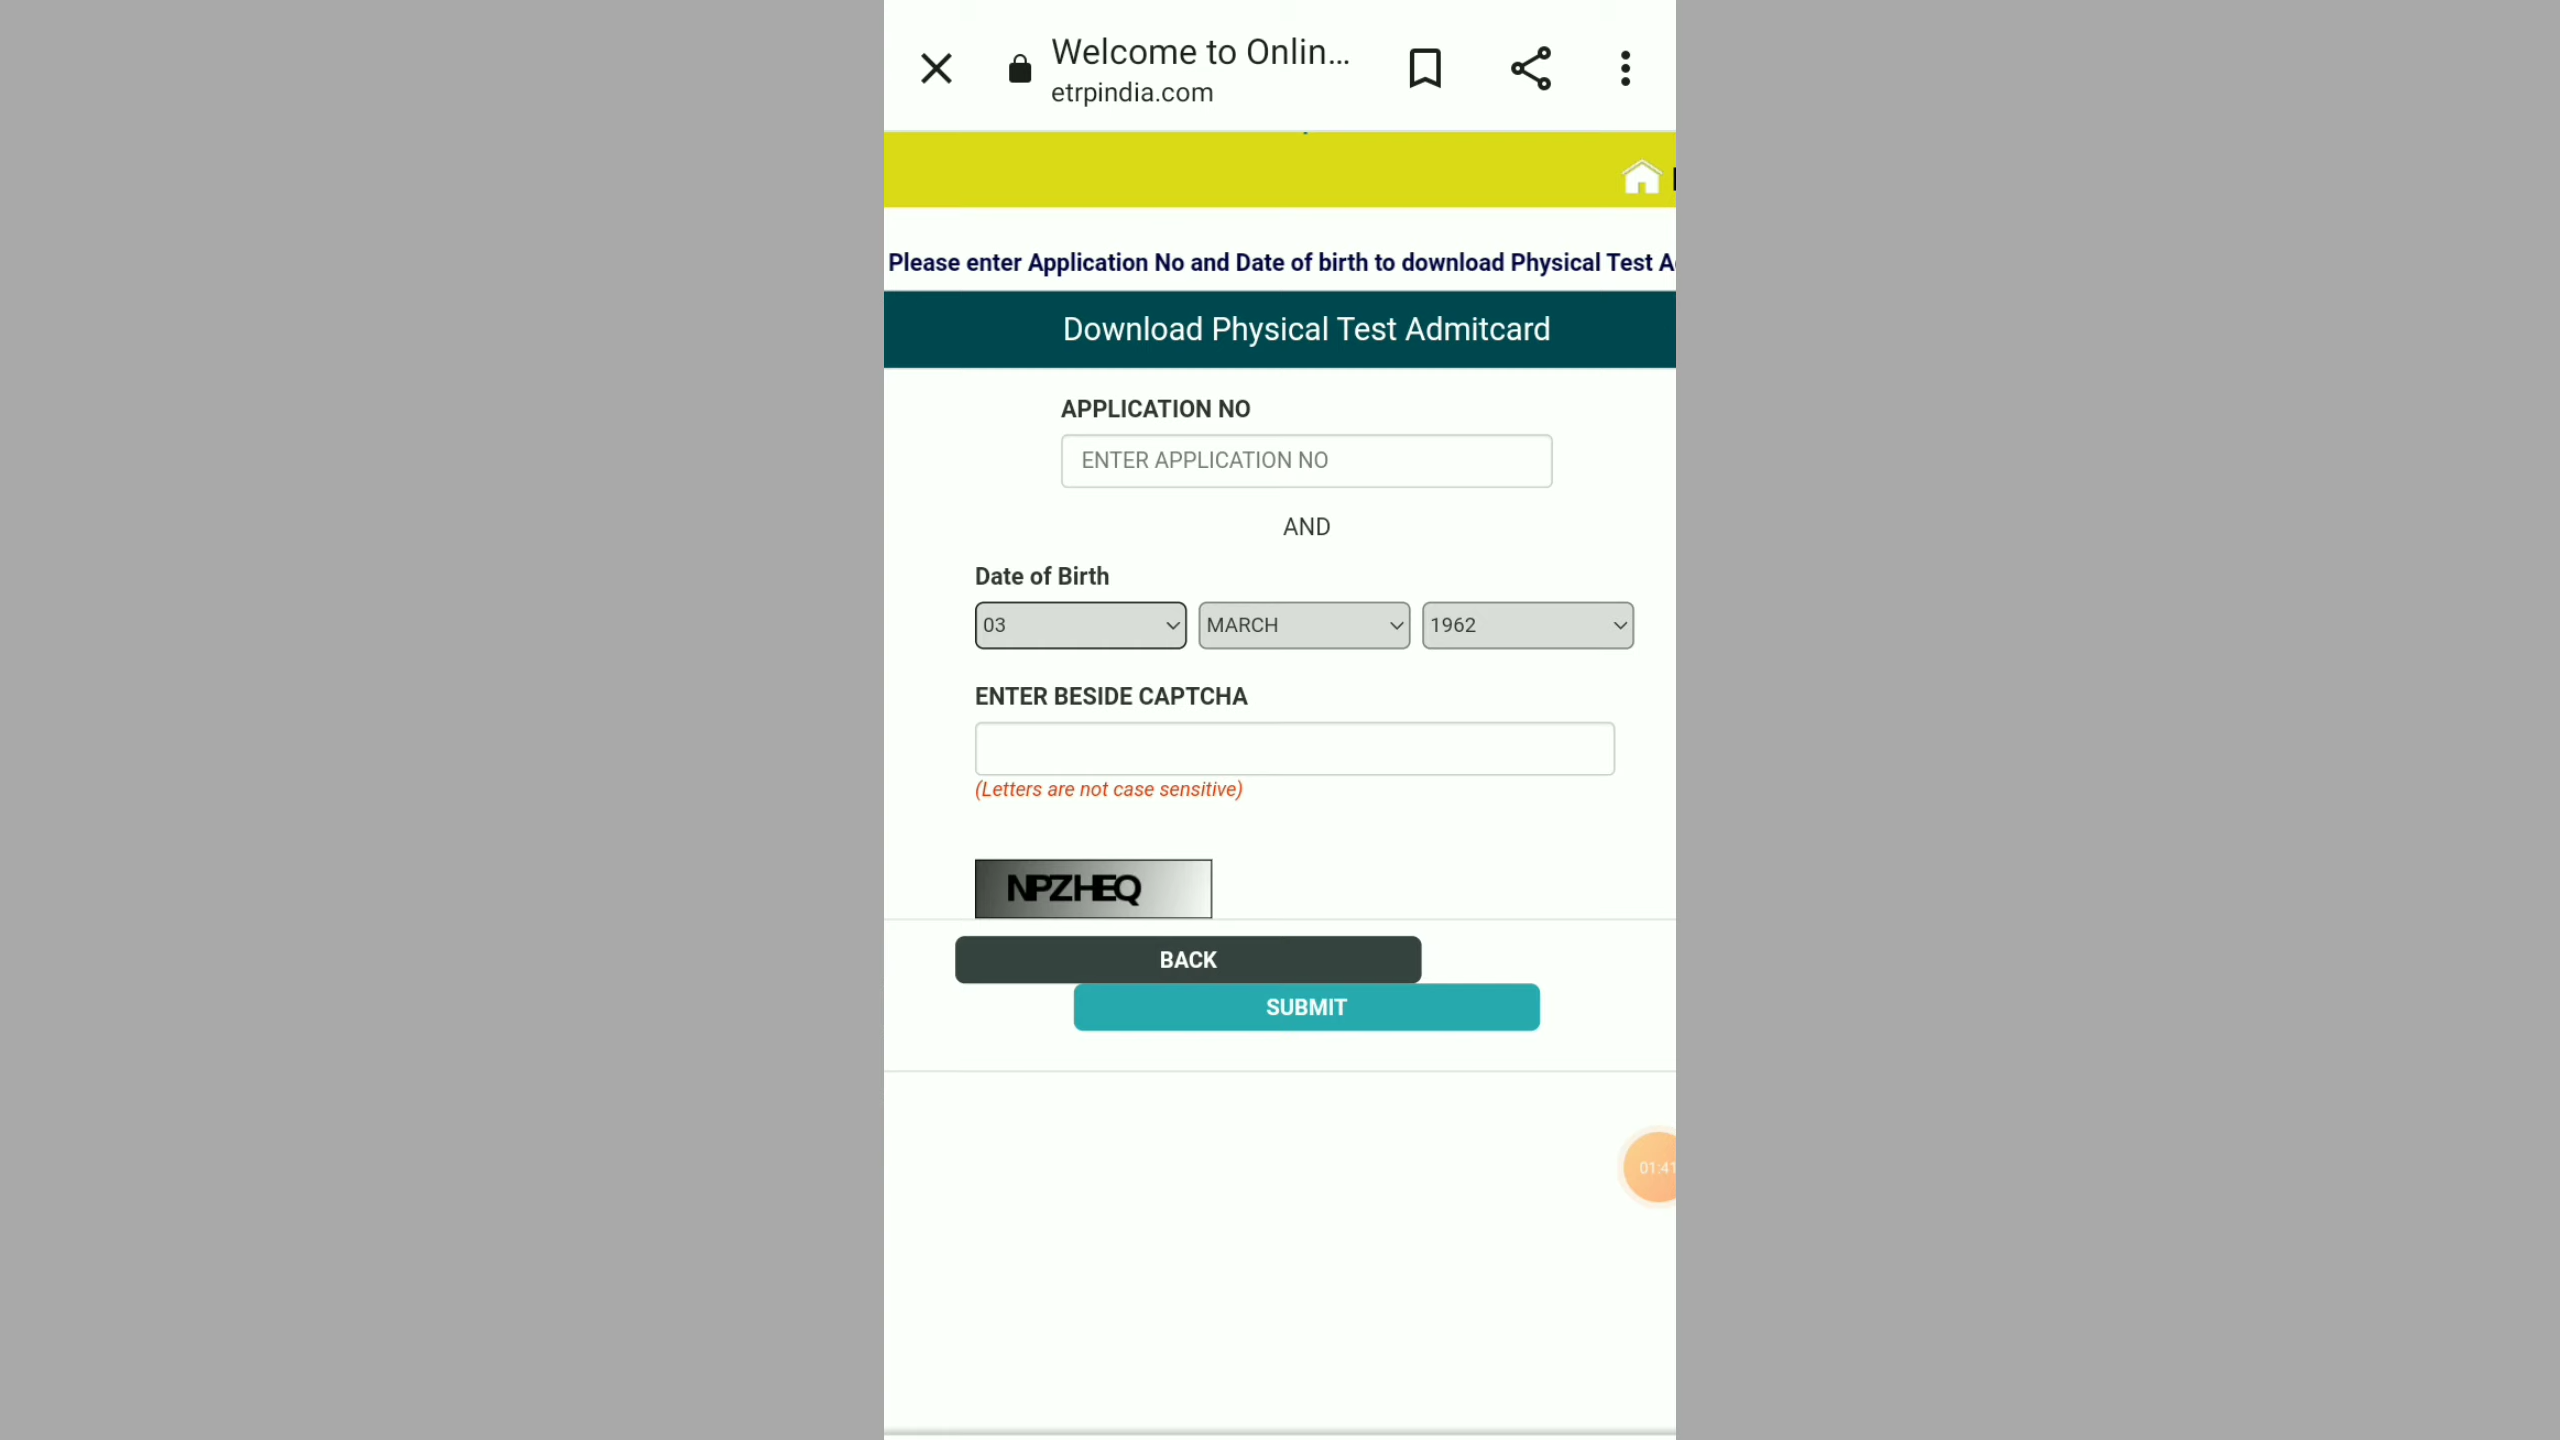 Welcome to Onlin...
etrpindia.com
Please enter Application No and Date of birth to download Physical Test
Download Physical Test Admitcard
APPLICATION NO
ENTER APPLICATION NO
AND
Date of Birth
03 MARCH 1962
ENTER BESIDE CAPTCHA
(Letters are not case sensitive)
NPZHEQ
BACK
SUBMIT
01:41